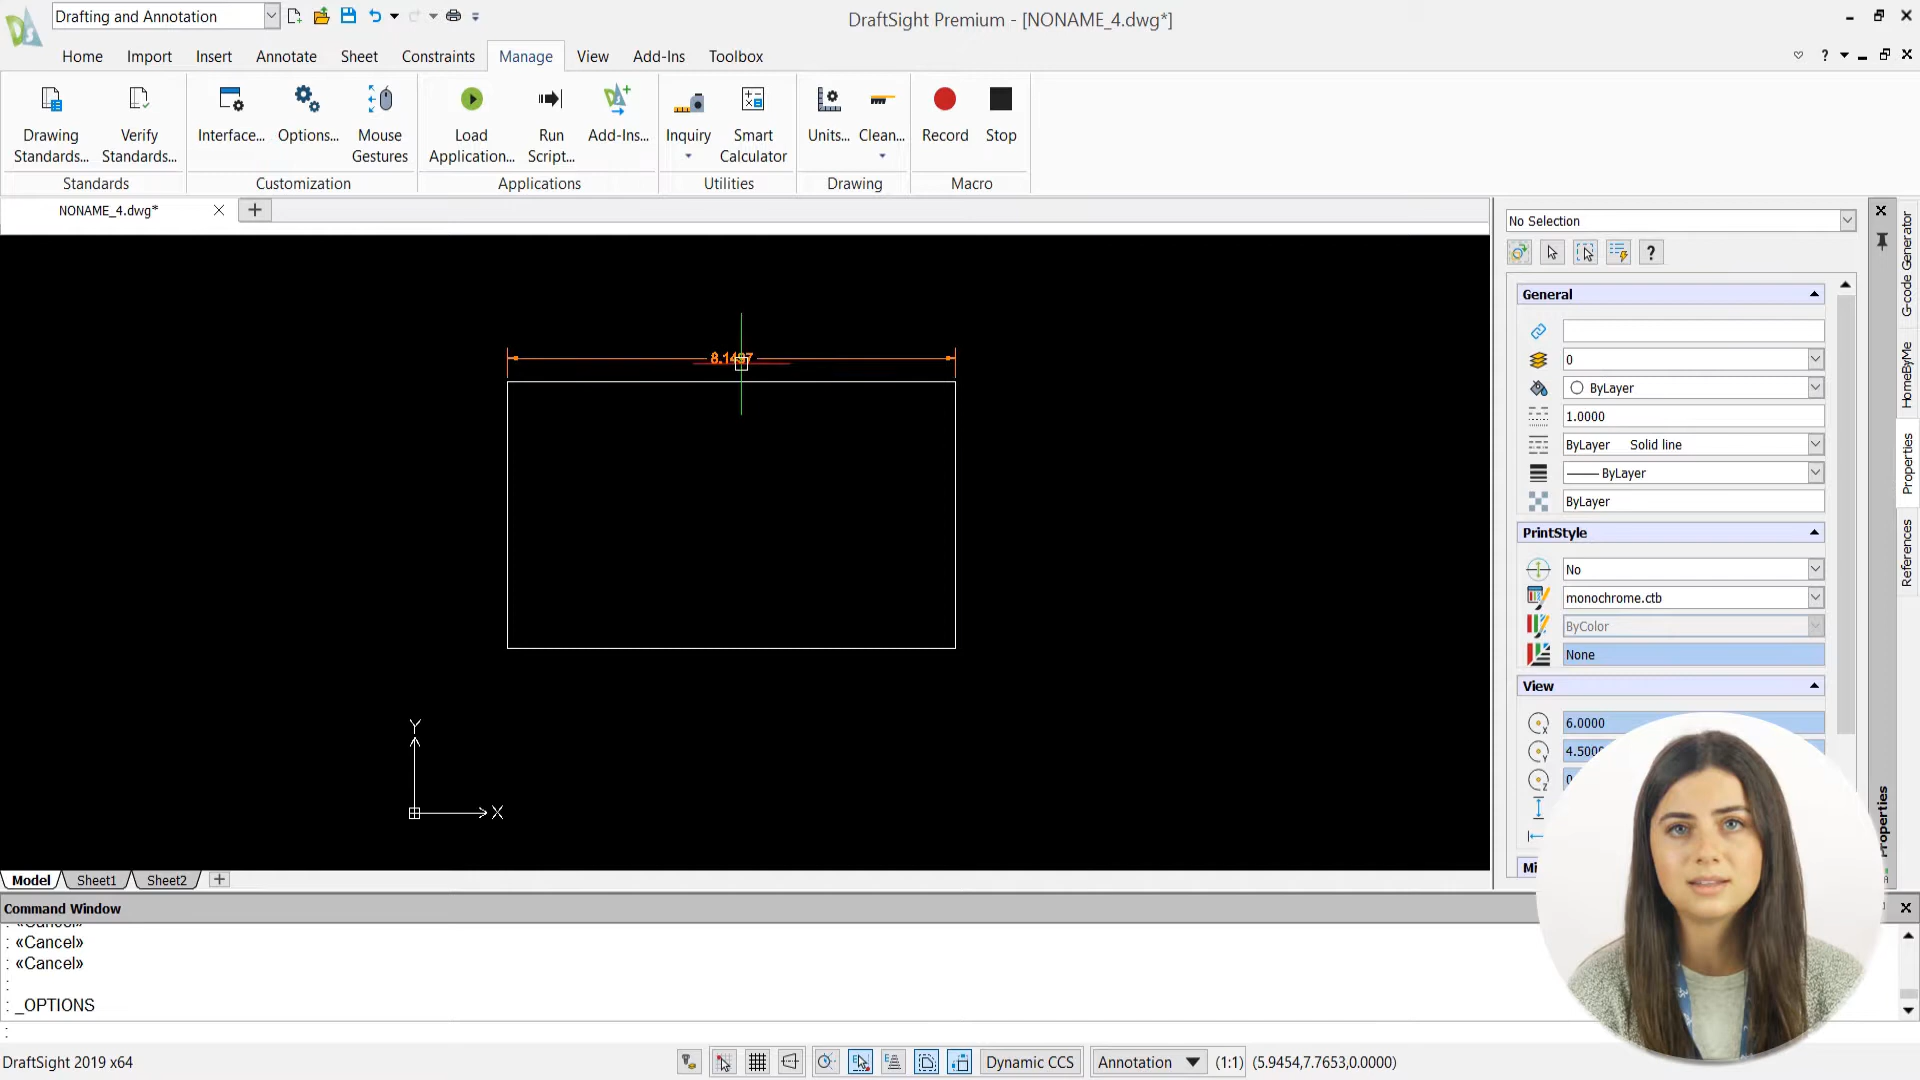 Drafting and Annotation
DraftSight Premium - [NONAME_4.dwg*]
Home
Import
Insert
Annotate
Sheet
Constraints
Manage
View
Add-Ins
Toolbox
?
Drawing
Standards...
Verify
Standards...
Interface...
Options...
Mouse
Gestures
Load
Application...
Run
Script...
Add-Ins...
Inquiry
Smart
Calculator
Units...
Clean...
Record
Stop
Standards
Customization
Applications
Utilities
Drawing
Macro
NONAME_4.dwg*
No Selection
?
General
0
ByLayer
1.0000
ByLayer Solid line
ByLayer
ByLayer
PrintStyle
No
monochrome.ctb
ByColor
None
View
6.0000
G-code Generator
HomeByMe
Properties
References
Y
X
Model
Sheet1
Sheet2
Command Window
: «Cancel»
: «Cancel»
:
: _OPTIONS
:
DraftSight 2019 x64
Dynamic CCS
Annotation
(1:1)
(5.9454,7.7653,0.0000)